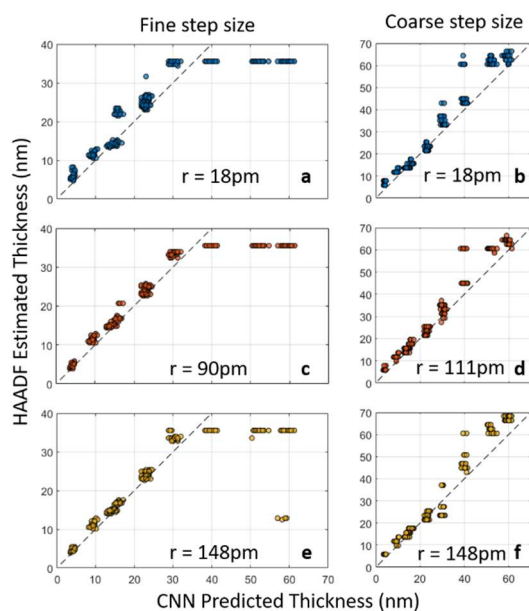 Fine step size
Coarse step size
HAADF Estimated Thickness (nm)
40
30
20
10
0
r = 18pm
a
70
60
50
40
30
20
10
0
r = 18pm
b
40
30
20
10
0
r = 90pm
c
70
60
50
40
30
20
10
0
r = 111pm
d
40
30
20
10
0
r = 148pm
e
0 10 20 30 40 50 60 70
70
60
50
40
30
20
10
0
r = 148pm
f
0 20 40 60
CNN Predicted Thickness (nm)